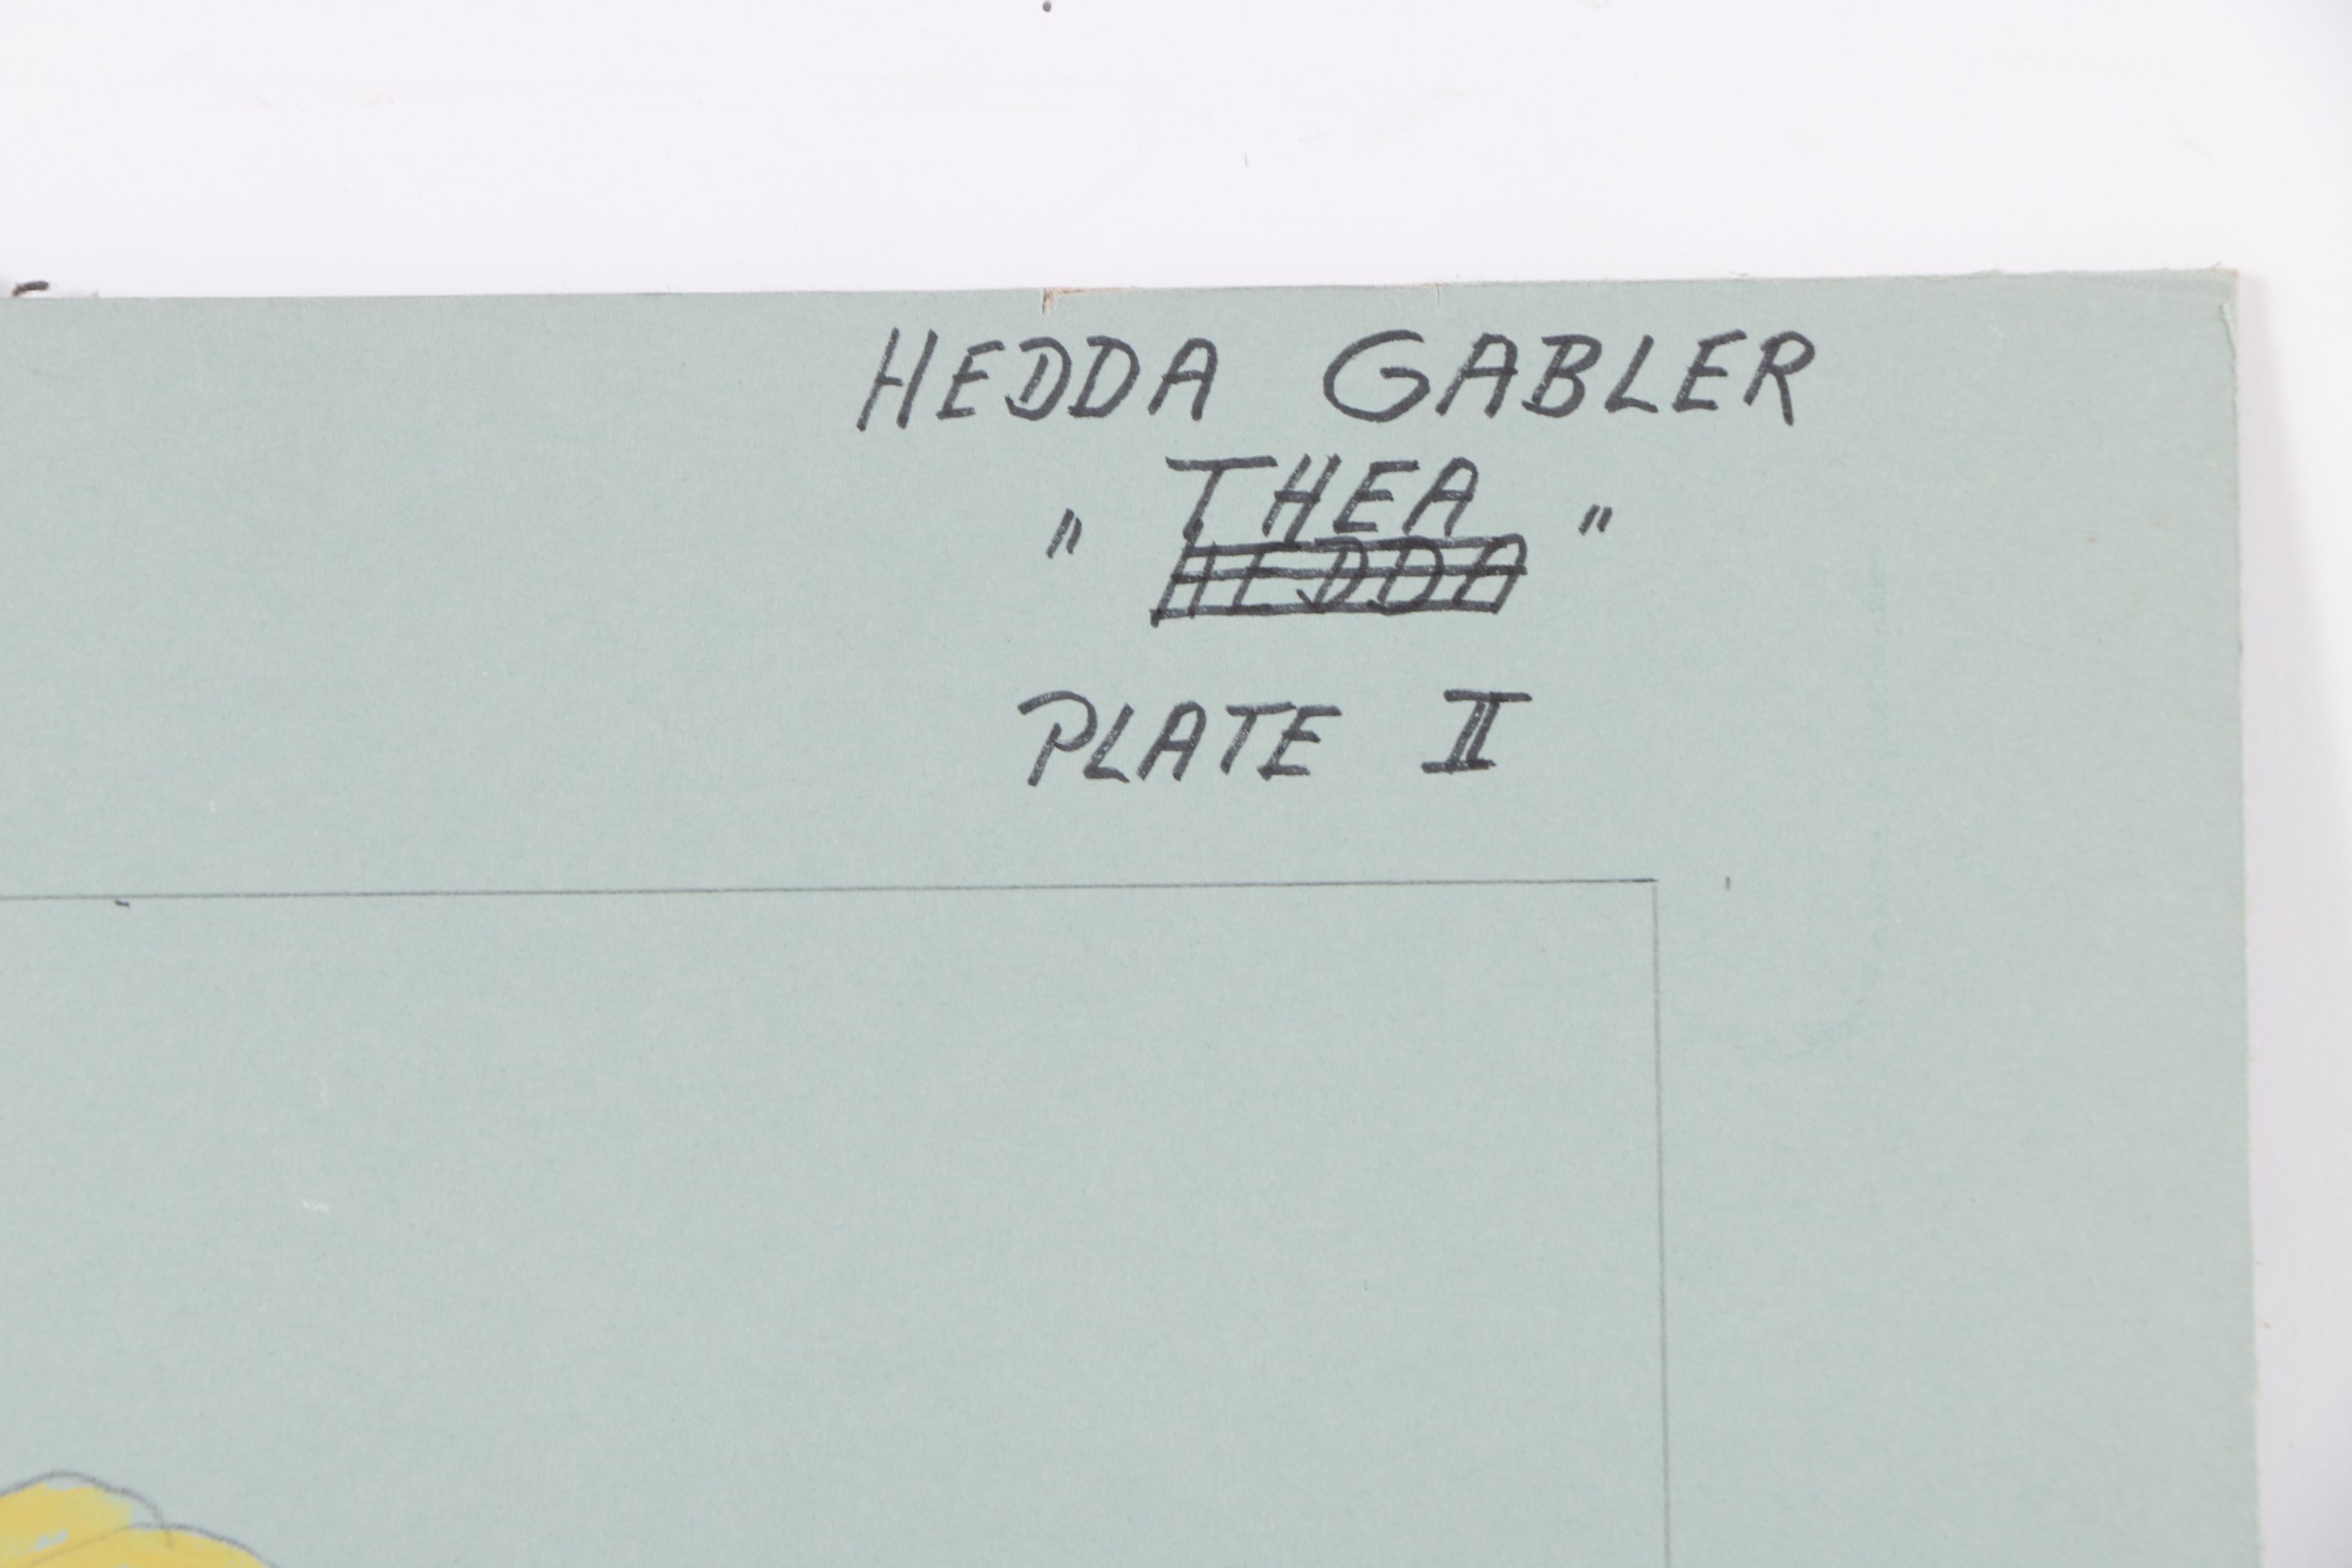 HEDDA GABLER
" THEA "
HEDDA
PLATE II